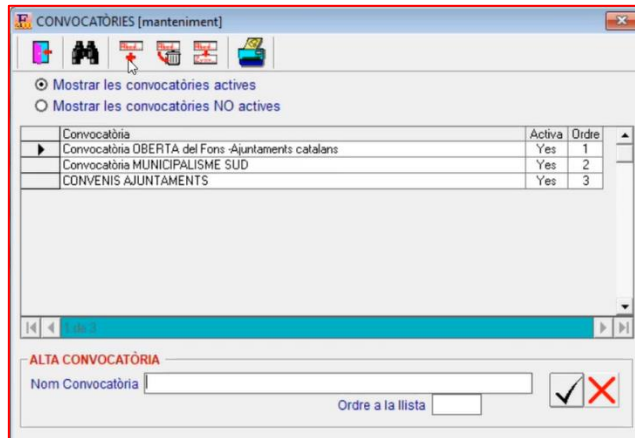 CONVOCATÒRIES [manteniment]
Mostrar les convocatòries actives
Mostrar les convocatòries NO actives
Convocatòria Activa Ordre
Convocatòria OBERTA del Fons -Ajuntaments catalans Yes 1
Convocatòria MUNICIPALISME SUD Yes 2
CONVENIS AJUNTAMENTS Yes 3
1 de 3
ALTA CONVOCATÒRIA
Nom Convocatòria
Ordre a la llista